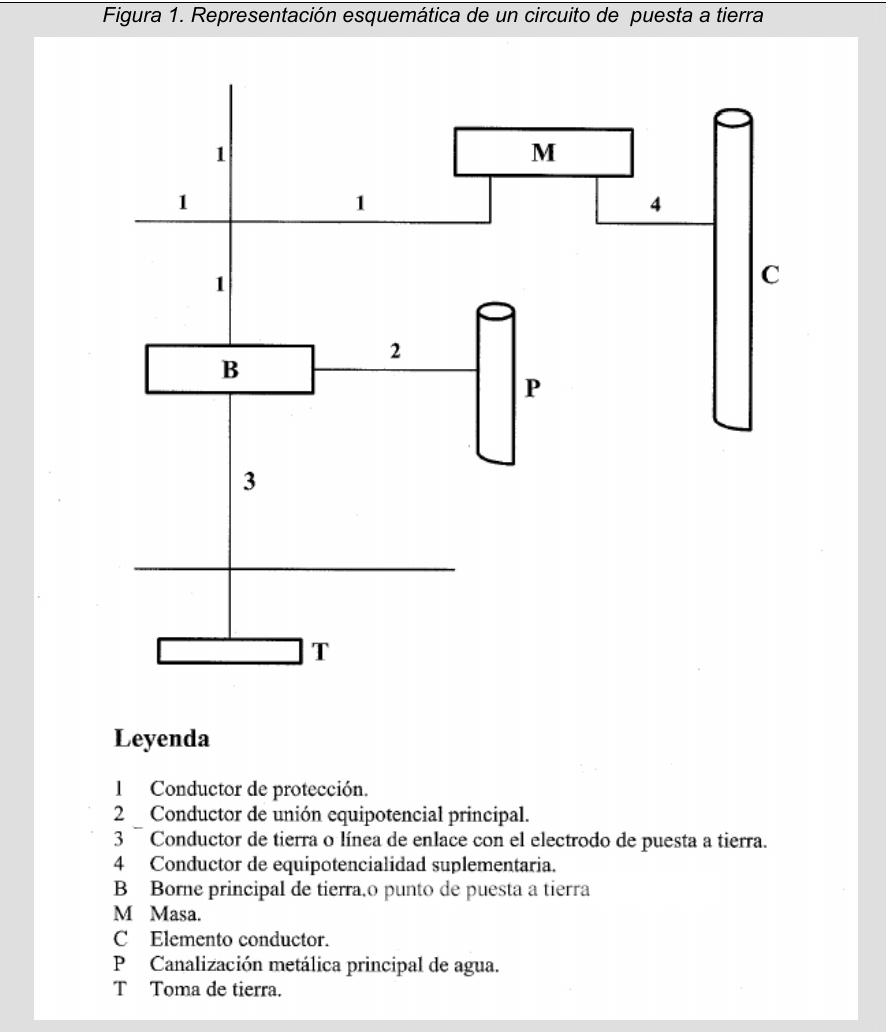 Figura 1. Representación esquemática de un circuito de puesta a tierra
1
M
1
1
4
C
1
2
B
P
3
T
Leyenda
1 Conductor de protección.
2 Conductor de unión equipotencial principal.
3 Conductor de tierra o línea de enlace con el electrodo de puesta a tierra.
4 Conductor de equipotencialidad suplementaria.
B Borne principal de tierra,o punto de puesta a tierra
M Masa.
C Elemento conductor.
P Canalización metálica principal de agua.
T Toma de tierra.